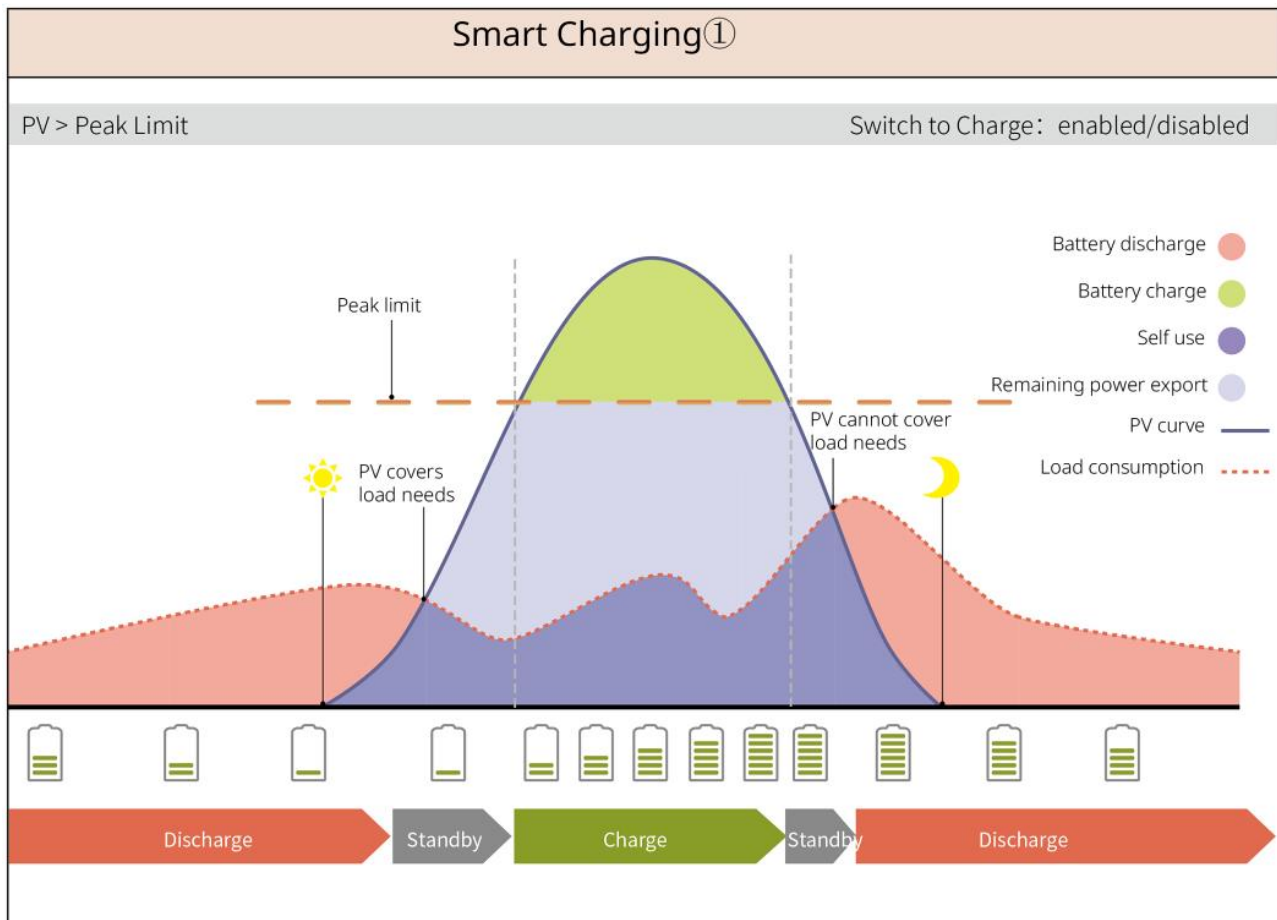 Smart Charging①
PV > Peak Limit
Switch to Charge： enabled/disabled
Battery discharge
Battery charge
Self use
Remaining power export
PV curve
Load consumption
Peak limit
PV covers
load needs
PV cannot cover
load needs
Discharge
Standby
Charge
Standby
Discharge